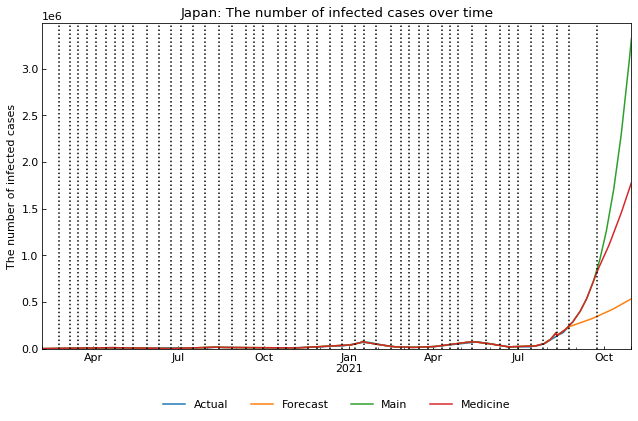 Japan: The number of infected cases over time
1e6
The number of infected cases
3.0
2.5
2.0
1.5
1.0
0.5
0.0
Apr Jul Oct Jan Apr Jul Oct
2021
Actual Forecast Main Medicine